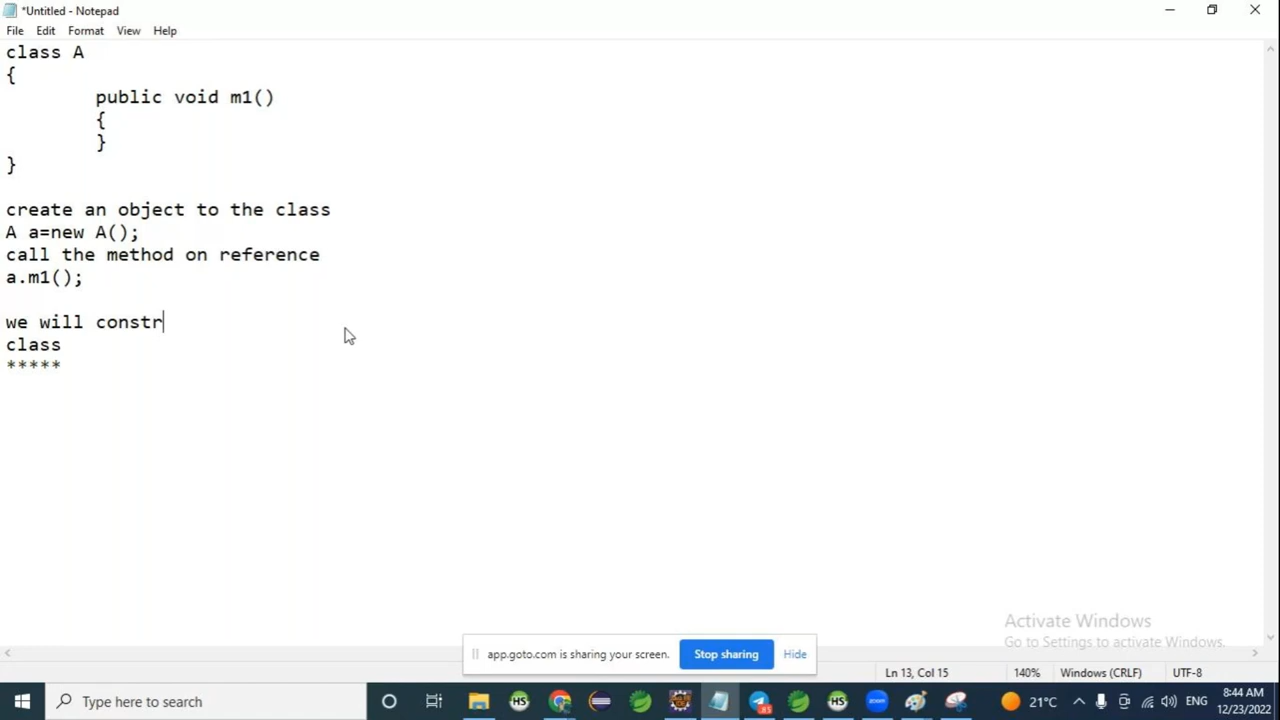 *Untitled - Notepad
File Edit Format View Help
class A
{
public void m1()
{
}
}
create an object to the class
A a=new A();
call the method on reference
a.m1();
we will constr
class
*****
Activate Windows
Go to Settings to activate Windows.
app.goto.com is sharing your screen. Stop sharing Hide
Ln 13, Col 15 140% Windows (CRLF) UTF-8
Type here to search 21°C ENG 8:44 AM
12/23/2022